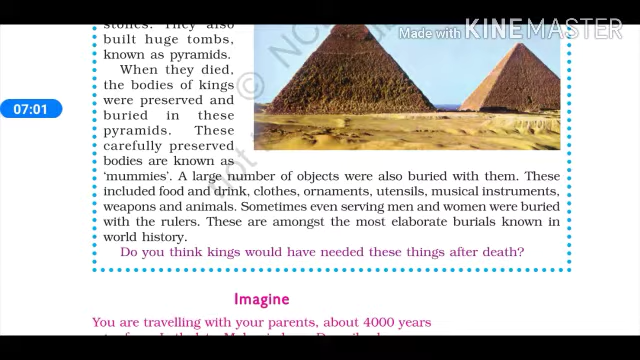 stones. They also
built huge tombs,
known as pyramids.
When they died,
the bodies of kings
were preserved and
buried in these
pyramids. These
carefully preserved
bodies are known as
‘mummies’. A large number of objects were also buried with them. These
included food and drink, clothes, ornaments, utensils, musical instruments,
weapons and animals. Sometimes even serving men and women were buried
with the rulers. These are amongst the most elaborate burials known in
world history.
Do you think kings would have needed these things after death?
Imagine
You are travelling with your parents, about 4000 years
Made with KINEMASTER
07:01
© NC
not